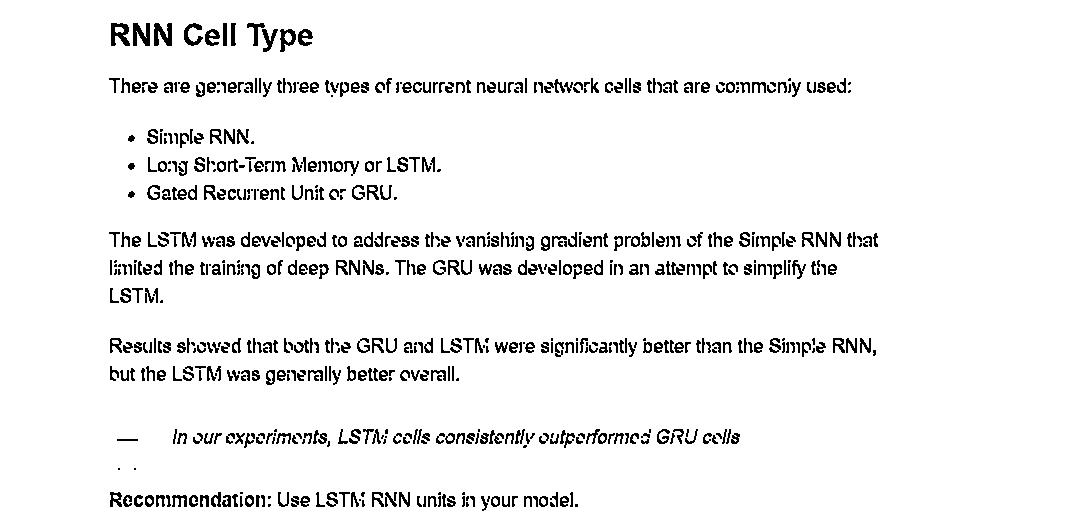 RNN Cell Type
There are generally three types of recurrent neural network cells that are commonly used:
• Simple RNN.
• Long Short-Term Memory or LSTM.
• Gated Recurrent Unit or GRU.
The LSTM was developed to address the vanishing gradient problem of the Simple RNN that
limited the training of deep RNNs. The GRU was developed in an attempt to simplify the
LSTM.
Results showed that both the GRU and LSTM were significantly better than the Simple RNN,
but the LSTM was generally better overall.
— In our experiments, LSTM cells consistently outperformed GRU cells
Recommendation: Use LSTM RNN units in your model.